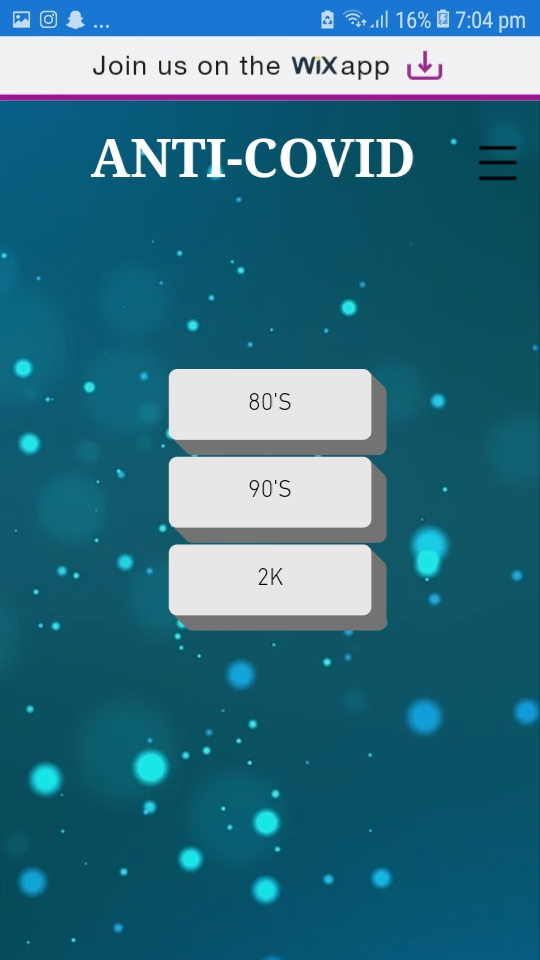 ... 16% 7:04 pm
Join us on the WiX app
ANTI-COVID
80'S
90'S
2K